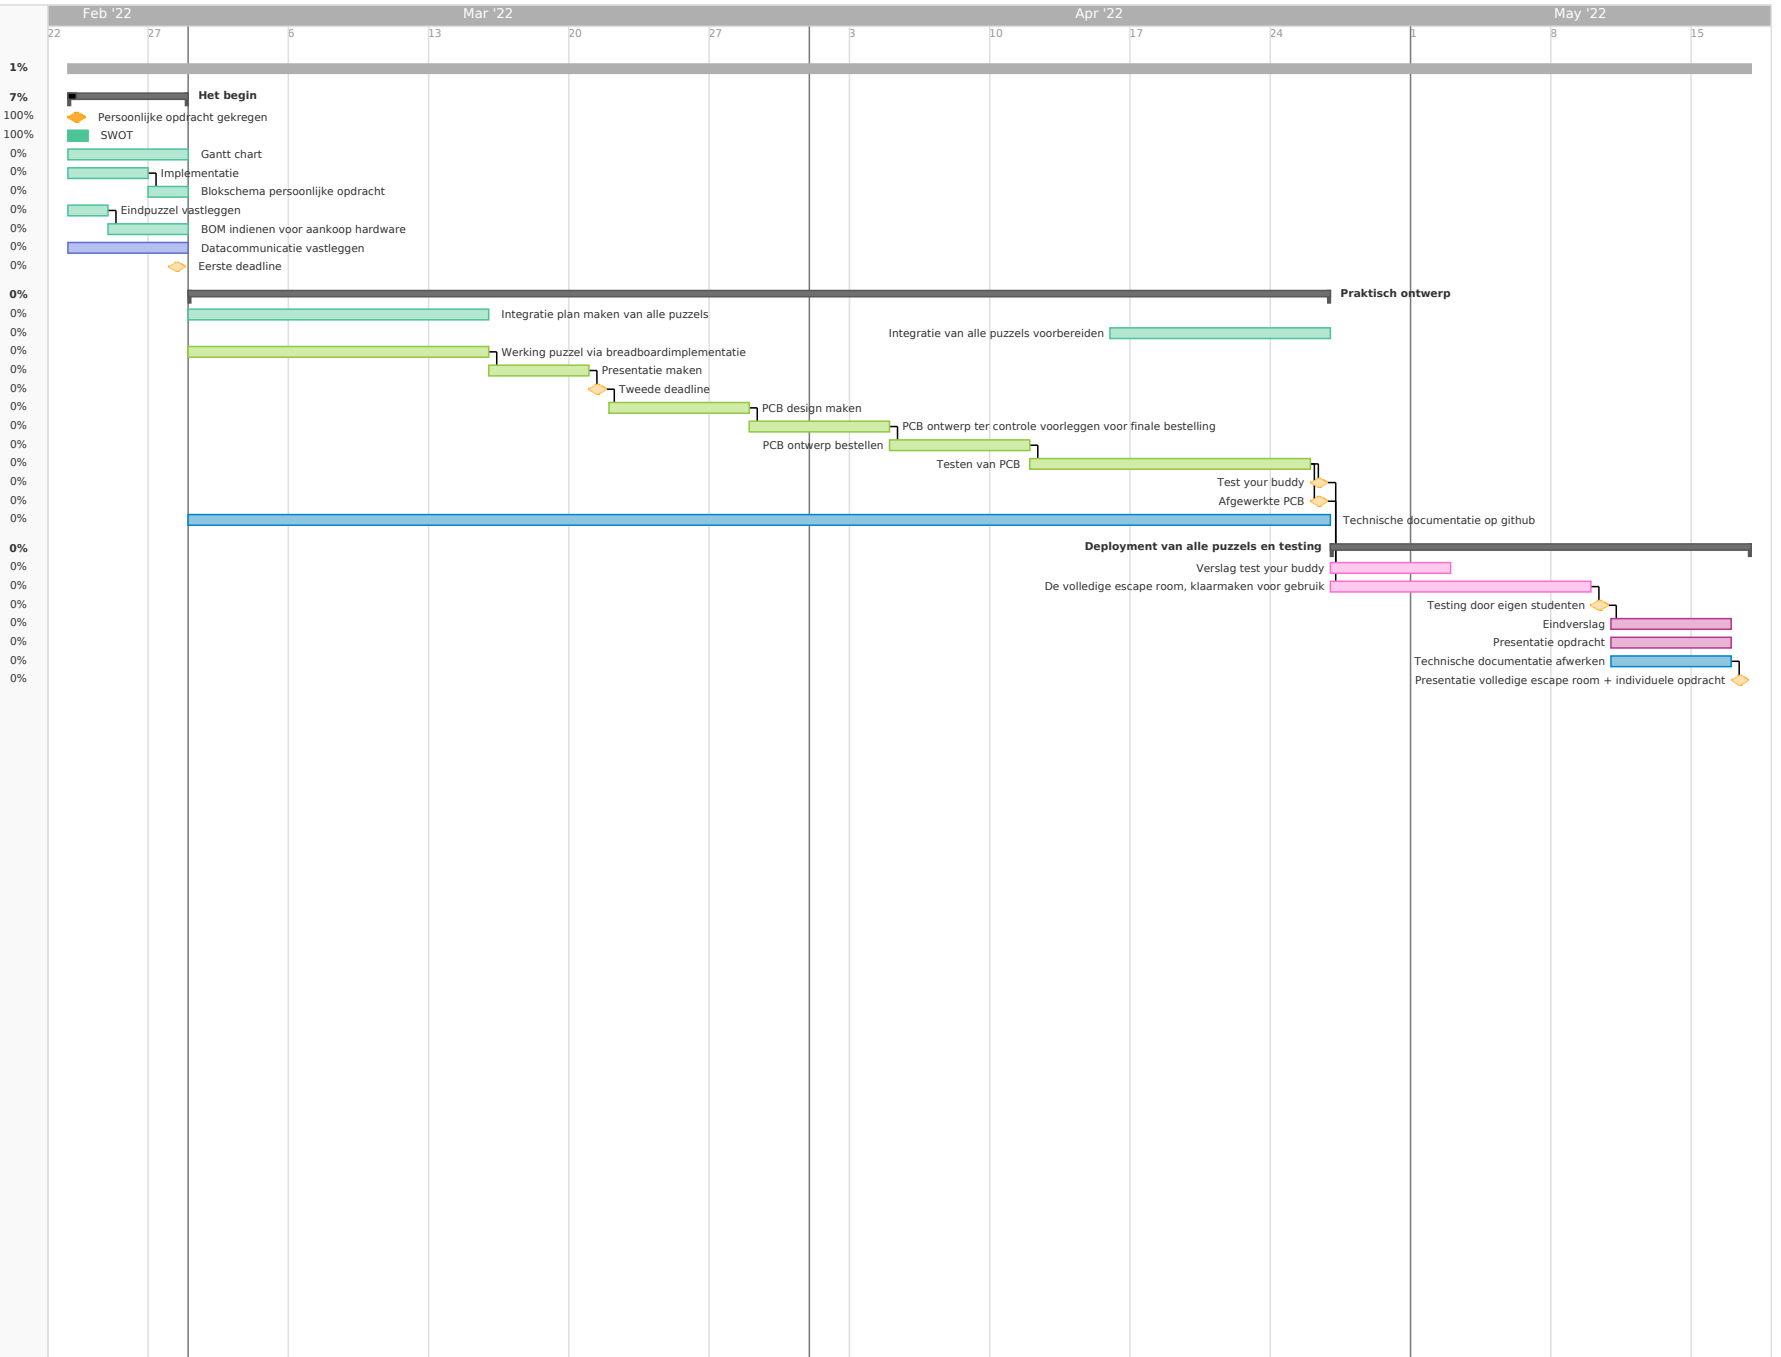 Feb '22 Mar '22 Apr '22 May '22
22 27 6 13 20 27 3 10 17 24 1 8 15
1%
7% Het begin
100% Persoonlijke opdracht gekregen
100% SWOT
0% Gantt chart
0% Implementatie
0% Blokschema persoonlijke opdracht
0% Eindpuzzel vastleggen
0% BOM indienen voor aankoop hardware
0% Datacommunicatie vastleggen
0% Eerste deadline
0% Praktisch ontwerp
0% Integratie plan maken van alle puzzels
0% Integratie van alle puzzels voorbereiden
0% Werking puzzel via breadboardimplementatie
0% Presentatie maken
0% Tweede deadline
0% PCB design maken
0% PCB ontwerp ter controle voorleggen voor finale bestelling
0% PCB ontwerp bestellen
0% Testen van PCB
0% Test your buddy
0% Afgewerkte PCB
0% Technische documentatie op github
0% Deployment van alle puzzels en testing
0% Verslag test your buddy
0% De volledige escape room, klaarmaken voor gebruik
0% Testing door eigen studenten
0% Eindverslag
0% Presentatie opdracht
0% Technische documentatie afwerken
0% Presentatie volledige escape room + individuele opdracht